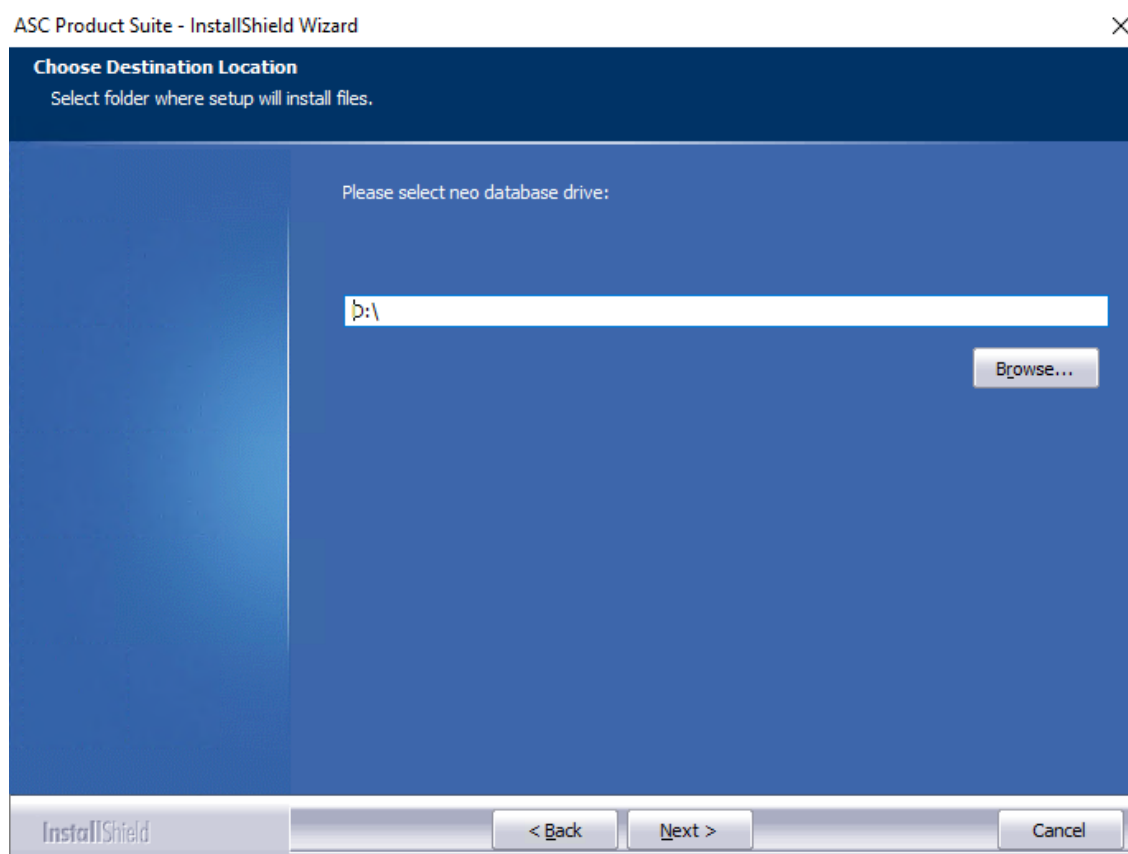 ASC Product Suite - InstallShield Wizard
Choose Destination Location
Select folder where setup will install files.
Please select neo database drive:
D:\
Browse...
InstallShield
< Back
Next >
Cancel